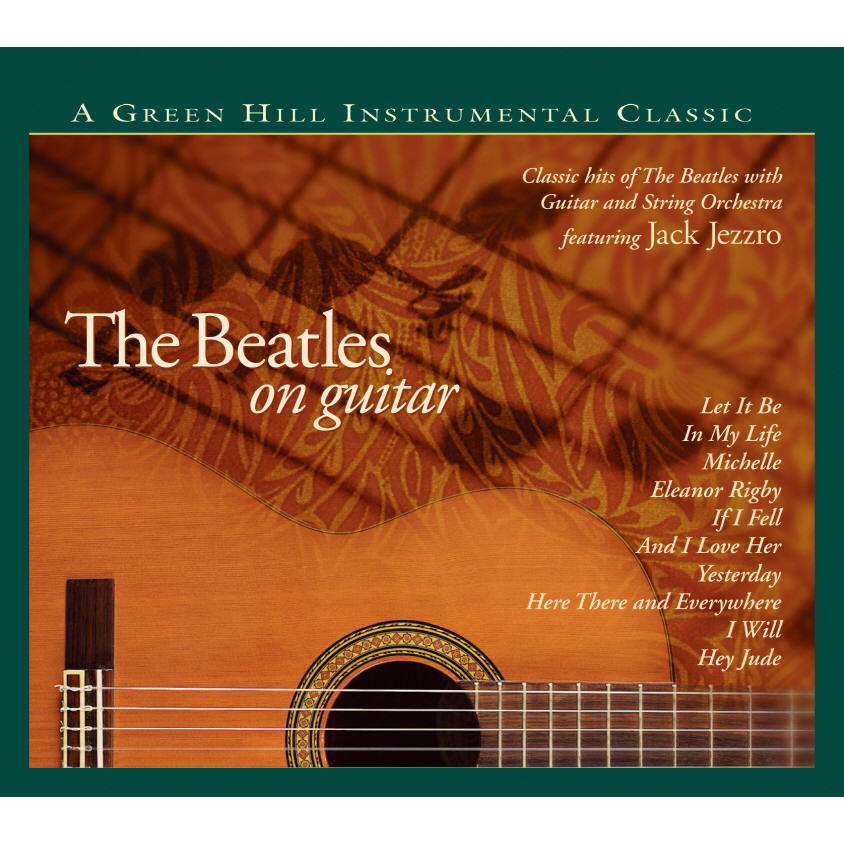 A GREEN HILL INSTRUMENTAL CLASSIC
Classic hits of The Beatles with
Guitar and String Orchestra
featuring Jack Jezzro
The Beatles
on guitar
Let It Be
In My Life
Michelle
Eleanor Rigby
If I Fell
And I Love Her
Yesterday
Here There and Everywhere
I Will
Hey Jude